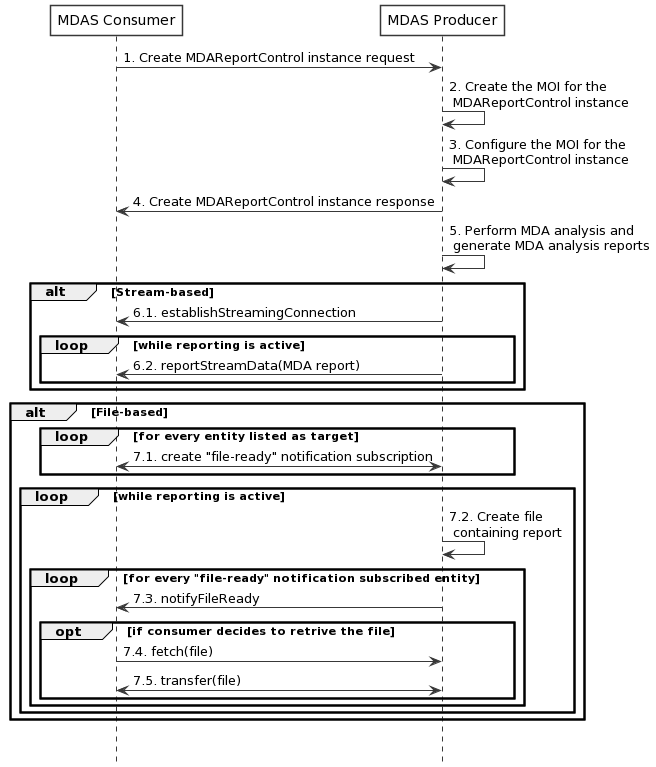 MDAS Consumer
MDAS Producer
1. Create MDAReportControl instance request
2. Create the MOI for the
MDAReportControl instance
3. Configure the MOI for the
MDAReportControl instance
4. Create MDAReportControl instance response
5. Perform MDA analysis and
generate MDA analysis reports
alt [Stream-based]
6.1. establishStreamingConnection
loop [while reporting is active]
6.2. reportStreamData(MDA report)
alt [File-based]
loop [for every entity listed as target]
7.1. create "file-ready" notification subscription
loop [while reporting is active]
7.2. Create file
containing report
loop [for every "file-ready" notification subscribed entity]
7.3. notifyFileReady
opt [if consumer decides to retrive the file]
7.4. fetch(file)
7.5. transfer(file)